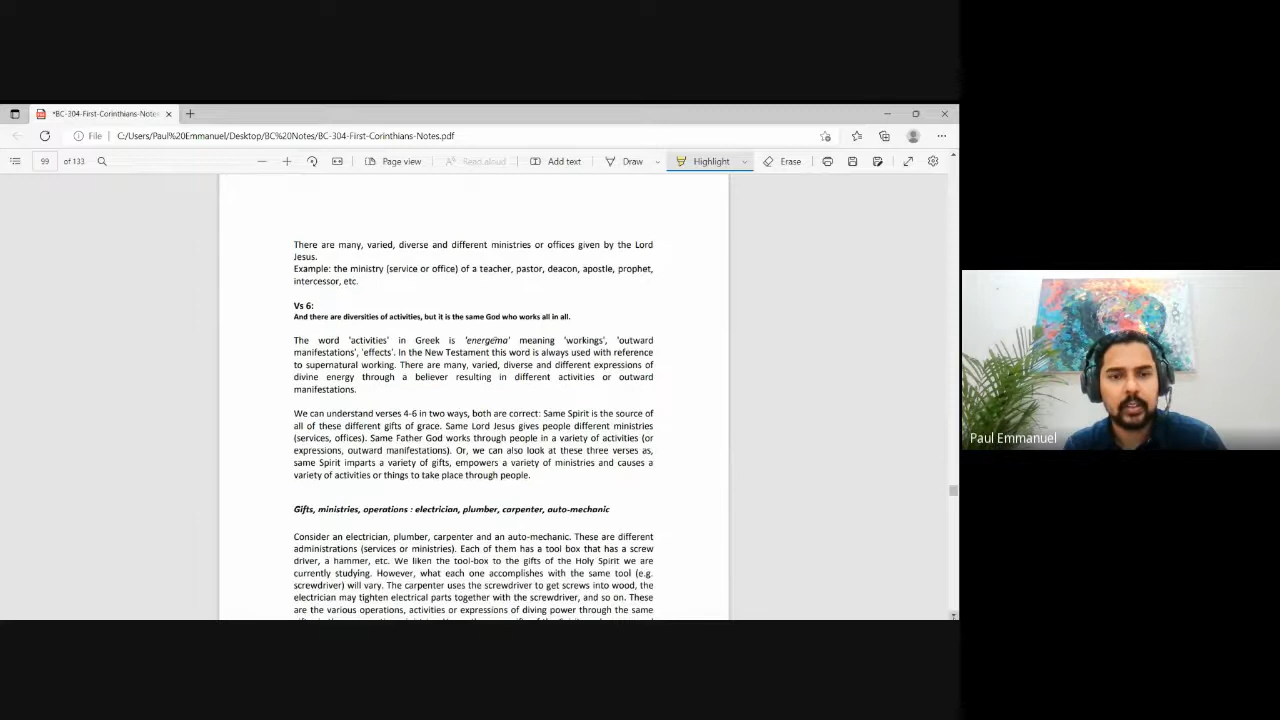 *BC-304-First-Corinthians-Notes
File
C:/Users/Paul%20Emmanuel/Desktop/BC%20Notes/BC-304-First-Corinthians-Notes.pdf
99 of 133
Page view
Read aloud
Add text
Draw
Highlight
Erase
There are many, varied, diverse and different ministries or offices given by the Lord
Jesus.
Example: the ministry (service or office) of a teacher, pastor, deacon, apostle, prophet,
intercessor, etc.
Vs 6:
And there are diversities of activities, but it is the same God who works all in all.
The word 'activities' in Greek is 'energēma' meaning 'workings', 'outward
manifestations', 'effects'. In the New Testament this word is always used with reference
to supernatural working. There are many, varied, diverse and different expressions of
divine energy through a believer resulting in different activities or outward
manifestations.
We can understand verses 4-6 in two ways, both are correct: Same Spirit is the source of
all of these different gifts of grace. Same Lord Jesus gives people different ministries
(services, offices). Same Father God works through people in a variety of activities (or
expressions, outward manifestations). Or, we can also look at these three verses as,
same Spirit imparts a variety of gifts, empowers a variety of ministries and causes a
variety of activities or things to take place through people.
Gifts, ministries, operations : electrician, plumber, carpenter, auto-mechanic
Consider an electrician, plumber, carpenter and an auto-mechanic. These are different
administrations (services or ministries). Each of them has a tool box that has a screw
driver, a hammer, etc. We liken the tool-box to the gifts of the Holy Spirit we are
currently studying. However, what each one accomplishes with the same tool (e.g.
screwdriver) will vary. The carpenter uses the screwdriver to get screws into wood, the
electrician may tighten electrical parts together with the screwdriver, and so on. These
are the various operations, activities or expressions of diving power through the same
Paul Emmanuel